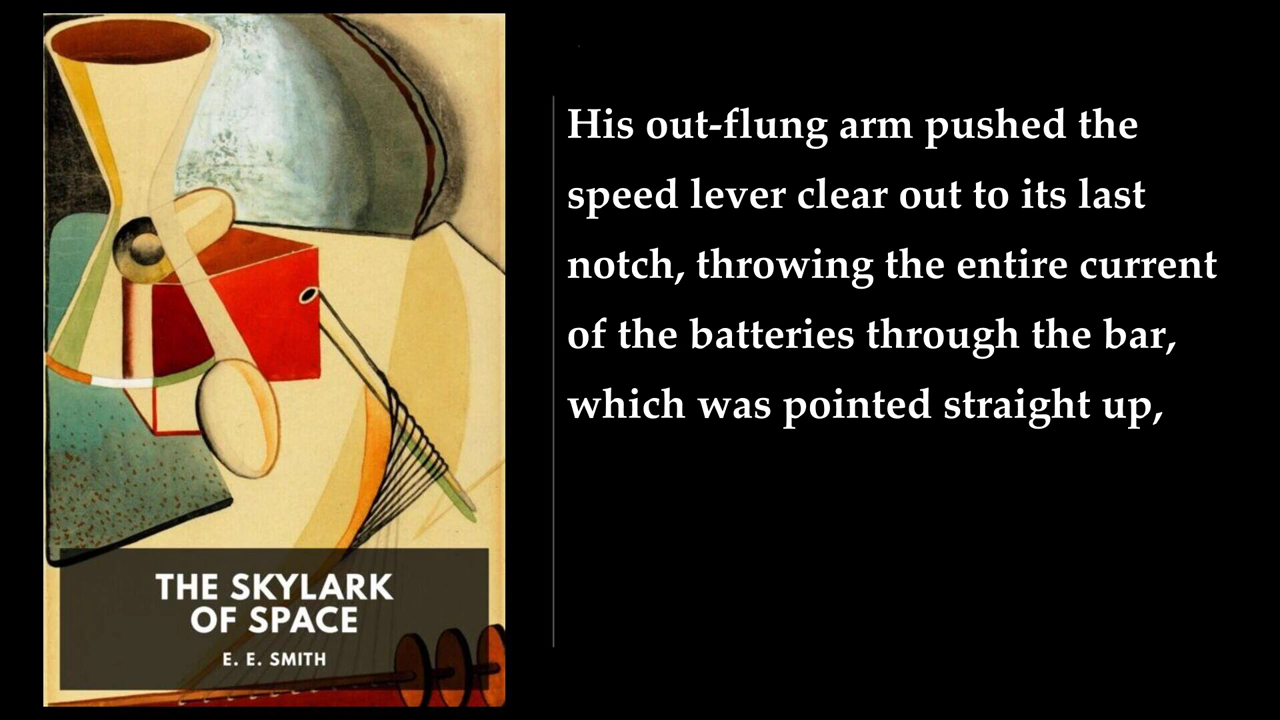 THE SKYLARK
OF SPACE
E. E. SMITH
His out-flung arm pushed the
speed lever clear out to its last
notch, throwing the entire current
of the batteries through the bar,
which was pointed straight up,